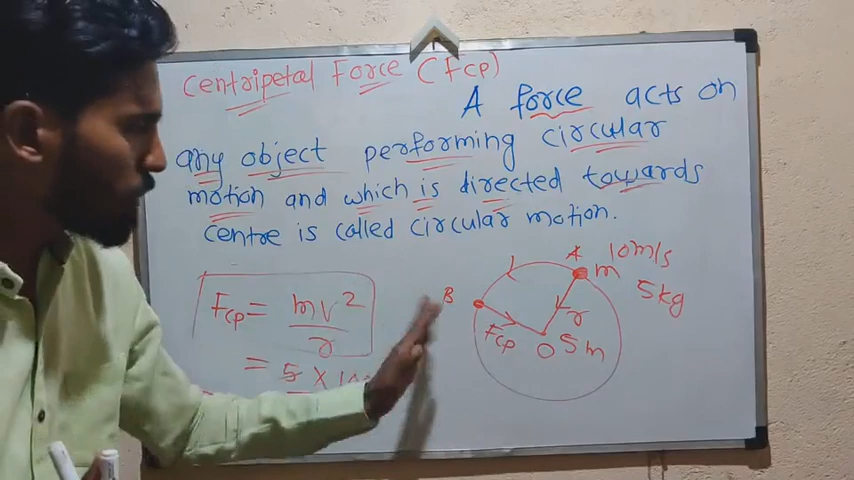 Centripetal Force (Fcp)
A force acts on
any object performing circular
motion and which is directed towards
centre is called circular motion.
Fcp = mv²/r
= 5 × 10
A 10m/s
m
5kg
B
r
Fcp
O 5m